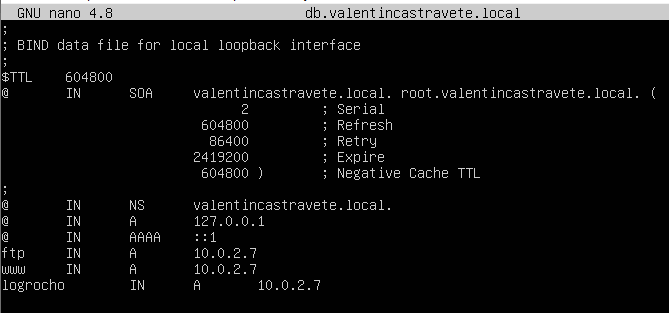 GNU nano 4.8 db.valentincastravete.local
;
; BIND data file for local loopback interface
;
$TTL 604800
@ IN SOA valentincastravete.local. root.valentincastravete.local. (
2 ; Serial
604800 ; Refresh
86400 ; Retry
2419200 ; Expire
604800 ) ; Negative Cache TTL
;
@ IN NS valentincastravete.local.
@ IN A 127.0.0.1
@ IN AAAA ::1
ftp IN A 10.0.2.7
www IN A 10.0.2.7
logrocho IN A 10.0.2.7